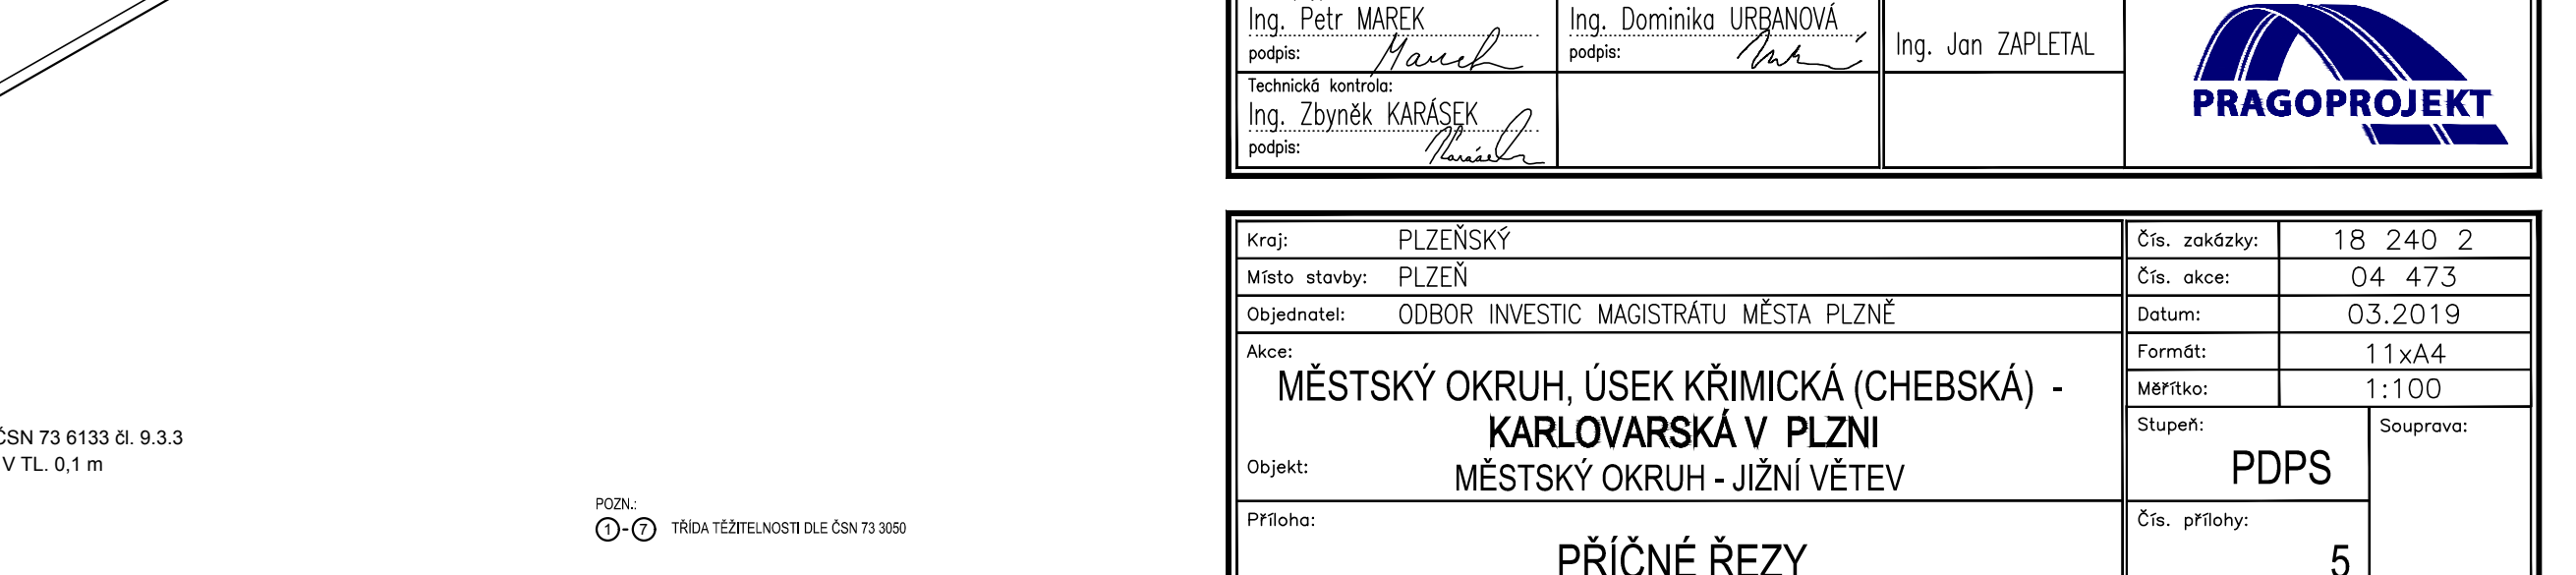 Ing. Petr MAREK
podpis:
Ing. Dominika URBANOVÁ
podpis:
Ing. Jan ZAPLETAL
PRAGOPROJEKT
Technická kontrola:
Ing. Zbyněk KARÁSEK
podpis:
Kraj: PLZEŇSKÝ
Místo stavby: PLZEŇ
Objednatel: ODBOR INVESTIC MAGISTRÁTU MĚSTA PLZNĚ
Akce:
MĚSTSKÝ OKRUH, ÚSEK KŘIMICKÁ (CHEBSKÁ) -
KARLOVARSKÁ V PLZNI
Objekt: MĚSTSKÝ OKRUH - JIŽNÍ VĚTEV
Příloha:
PŘÍČNÉ ŘEZY
Čís. zakázky: 18 240 2
Čís. akce: 04 473
Datum: 03.2019
Formát: 11xA4
Měřítko: 1:100
Stupeň:
PDPS
Souprava:
Čís. přílohy:
5
ČSN 73 6133 čl. 9.3.3
V TL. 0,1 m
POZN.:
1-7 TŘÍDA TĚŽITELNOSTI DLE ČSN 73 3050